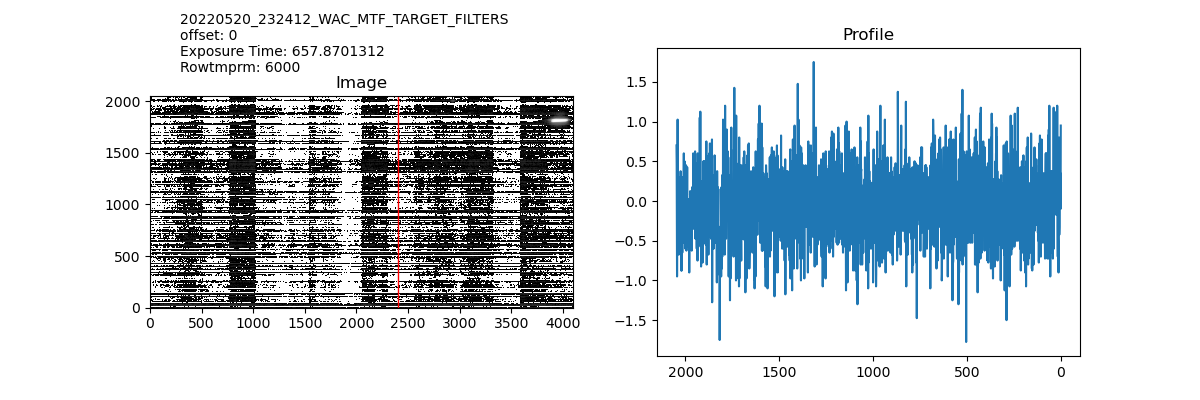 20220520_232412_WAC_MTF_TARGET_FILTERS
offset: 0
Exposure Time: 657.8701312
Rowtmprm: 6000
Image
2000
1500
1000
500
0
0 500 1000 1500 2000 2500 3000 3500 4000
Profile
1.5
1.0
0.5
0.0
−0.5
−1.0
−1.5
2000 1500 1000 500 0